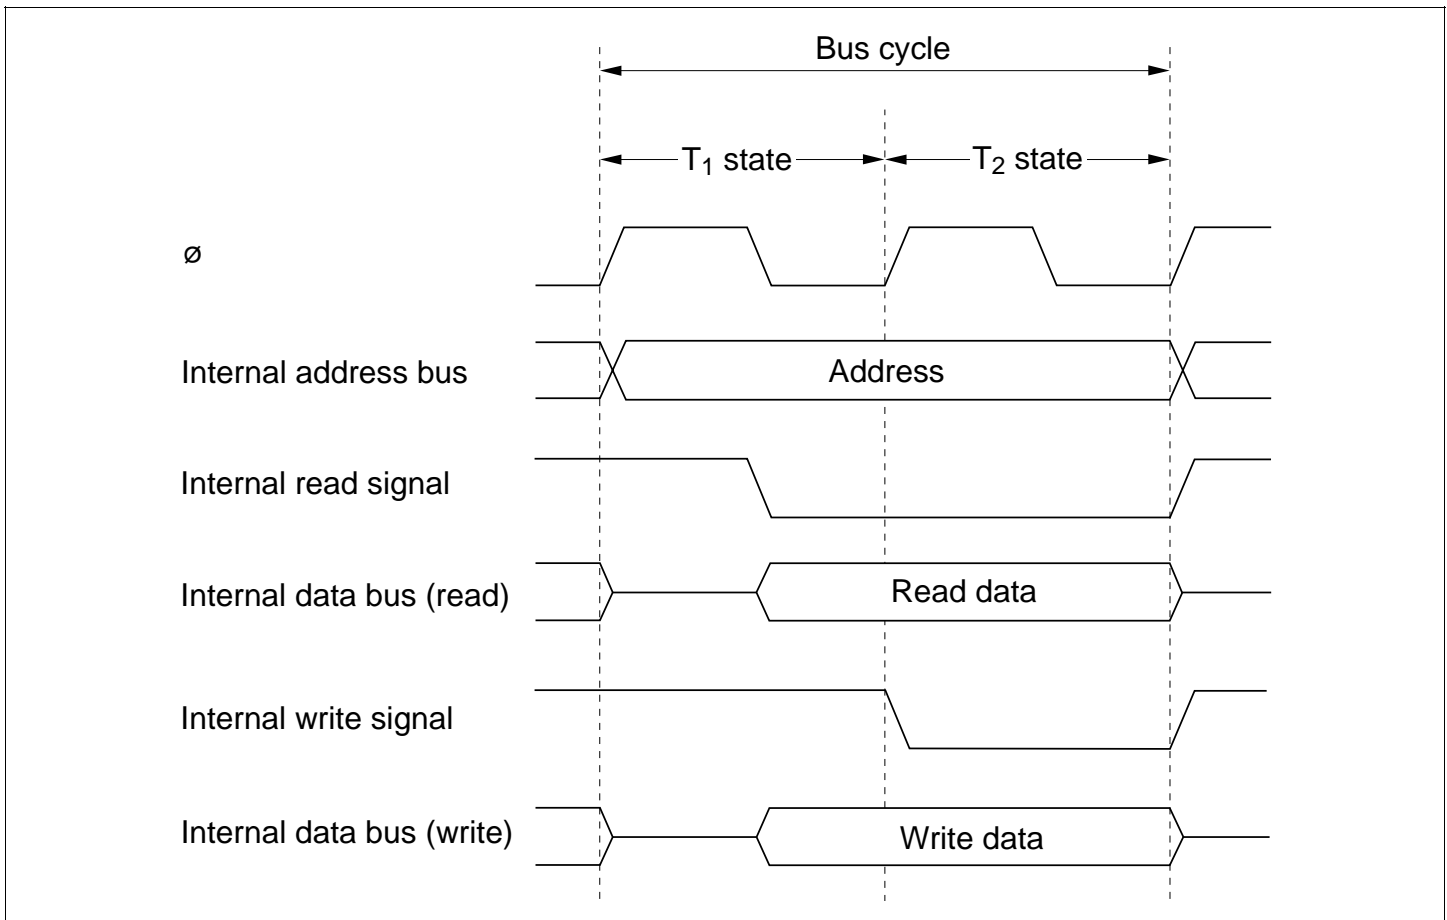 Bus cycle
T1 state T2 state
ø
Internal address bus Address
Internal read signal
Internal data bus (read) Read data
Internal write signal
Internal data bus (write) Write data